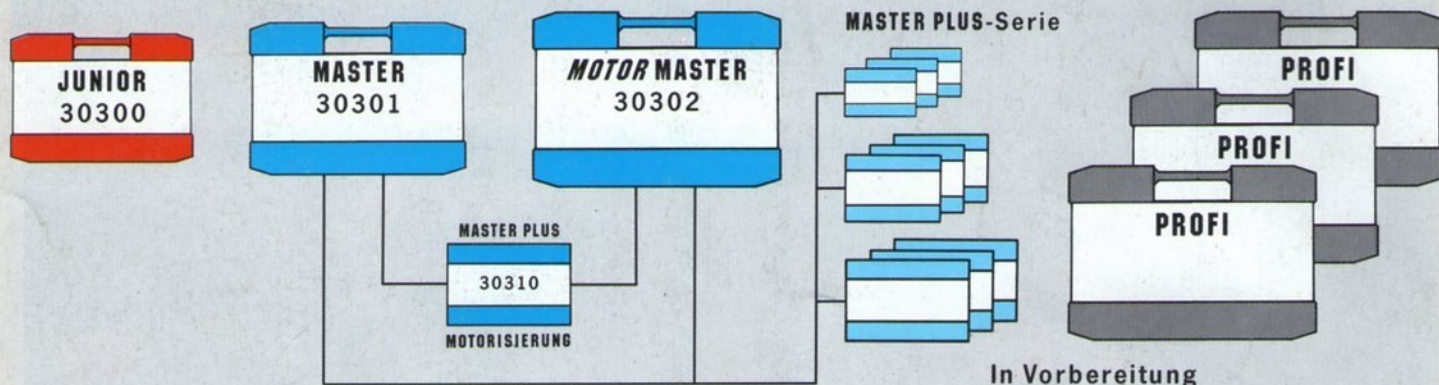 JUNIOR
30300
MASTER
30301
MOTOR MASTER
30302
MASTER PLUS
30310
MOTORISIERUNG
MASTER PLUS-Serie
PROFI
PROFI
PROFI
In Vorbereitung